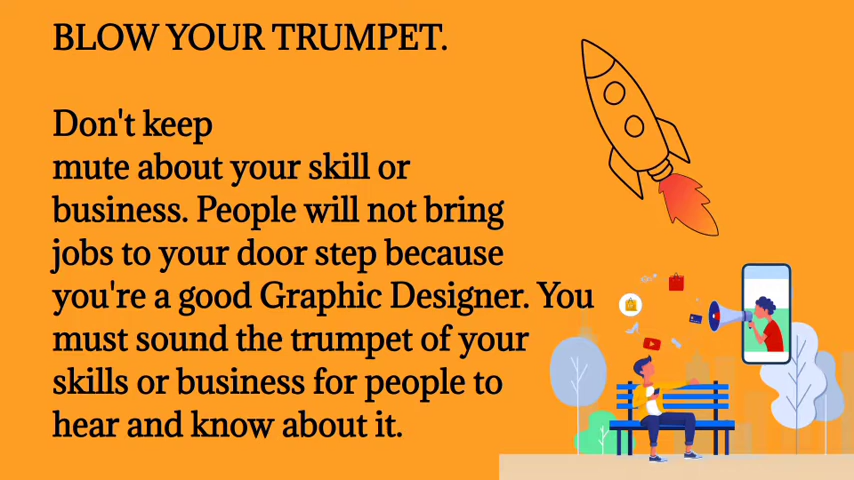 BLOW YOUR TRUMPET.
Don't keep
mute about your skill or
business. People will not bring
jobs to your door step because
you're a good Graphic Designer. You
must sound the trumpet of your
skills or business for people to
hear and know about it.